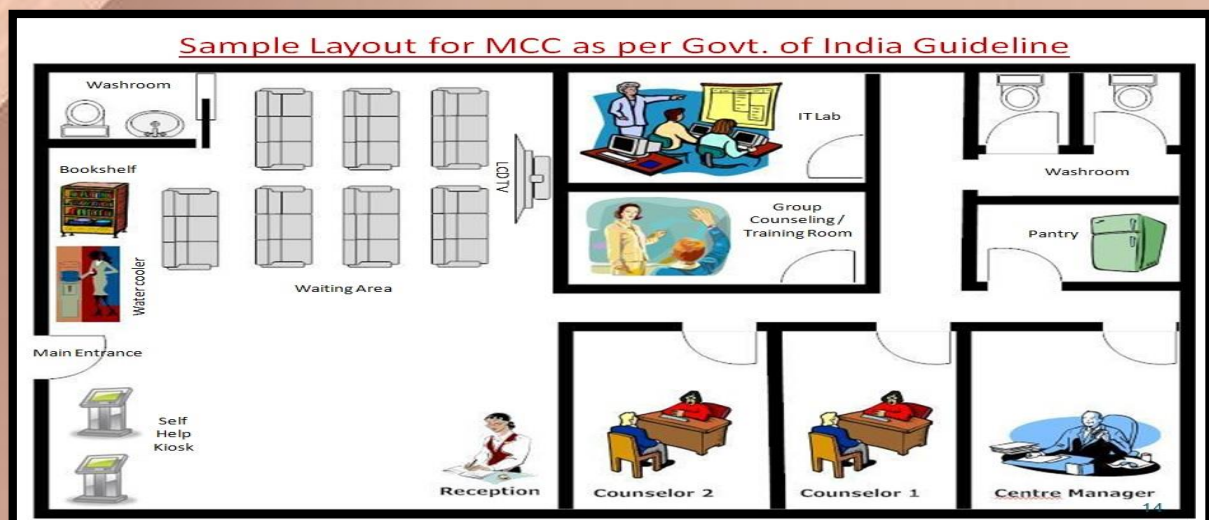 Sample Layout for MCC as per Govt. of India Guideline
Washroom
Bookshelf
Water cooler
Main Entrance
Self
Help
Kiosk
Waiting Area
LCD TV
Reception
IT Lab
Group
Counseling /
Training Room
Washroom
Pantry
Counselor 2
Counselor 1
Centre Manager
14